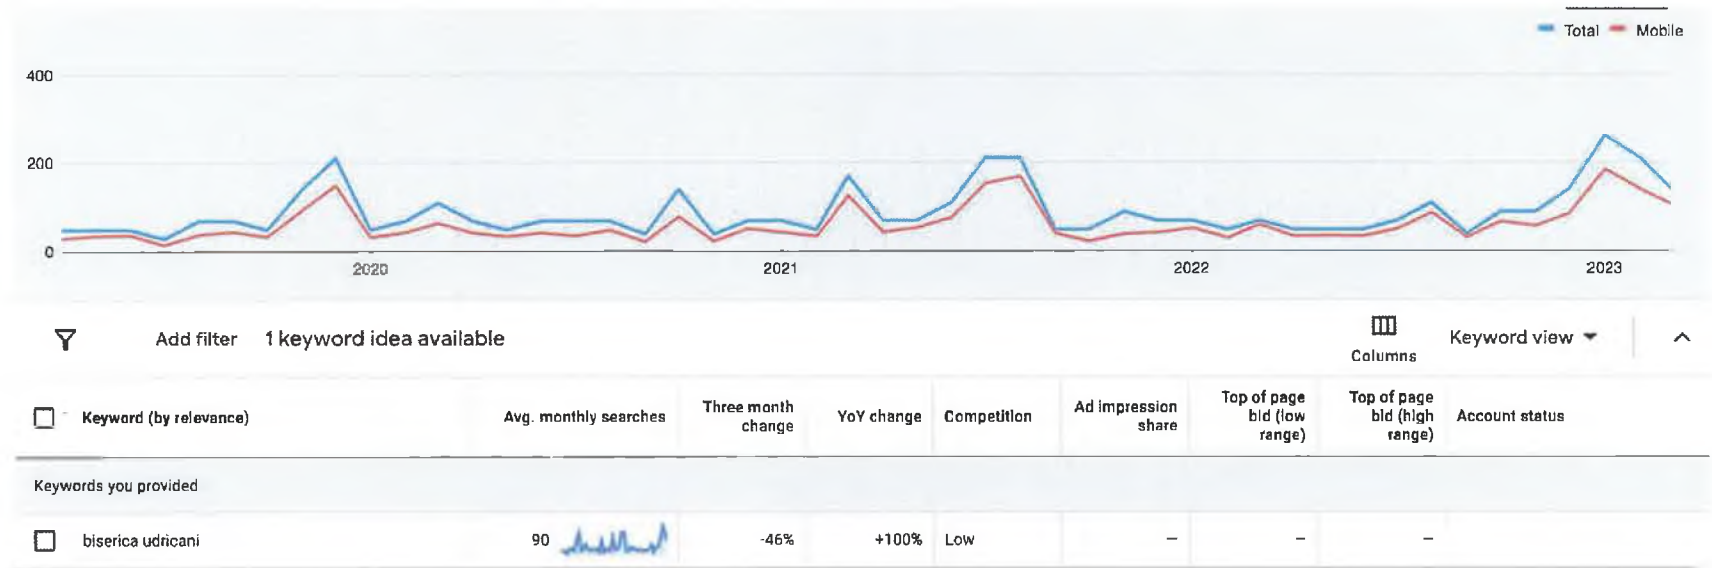 Total Mobile
400
200
0
2020 2021 2022 2023
Add filter 1 keyword idea available Columns Keyword view
Keyword (by relevance) Avg. monthly searches Three month change YoY change Competition Ad impression share Top of page bid (low range) Top of page bid (high range) Account status
Keywords you provided
biserica udricani 90 -46% +100% Low – – –